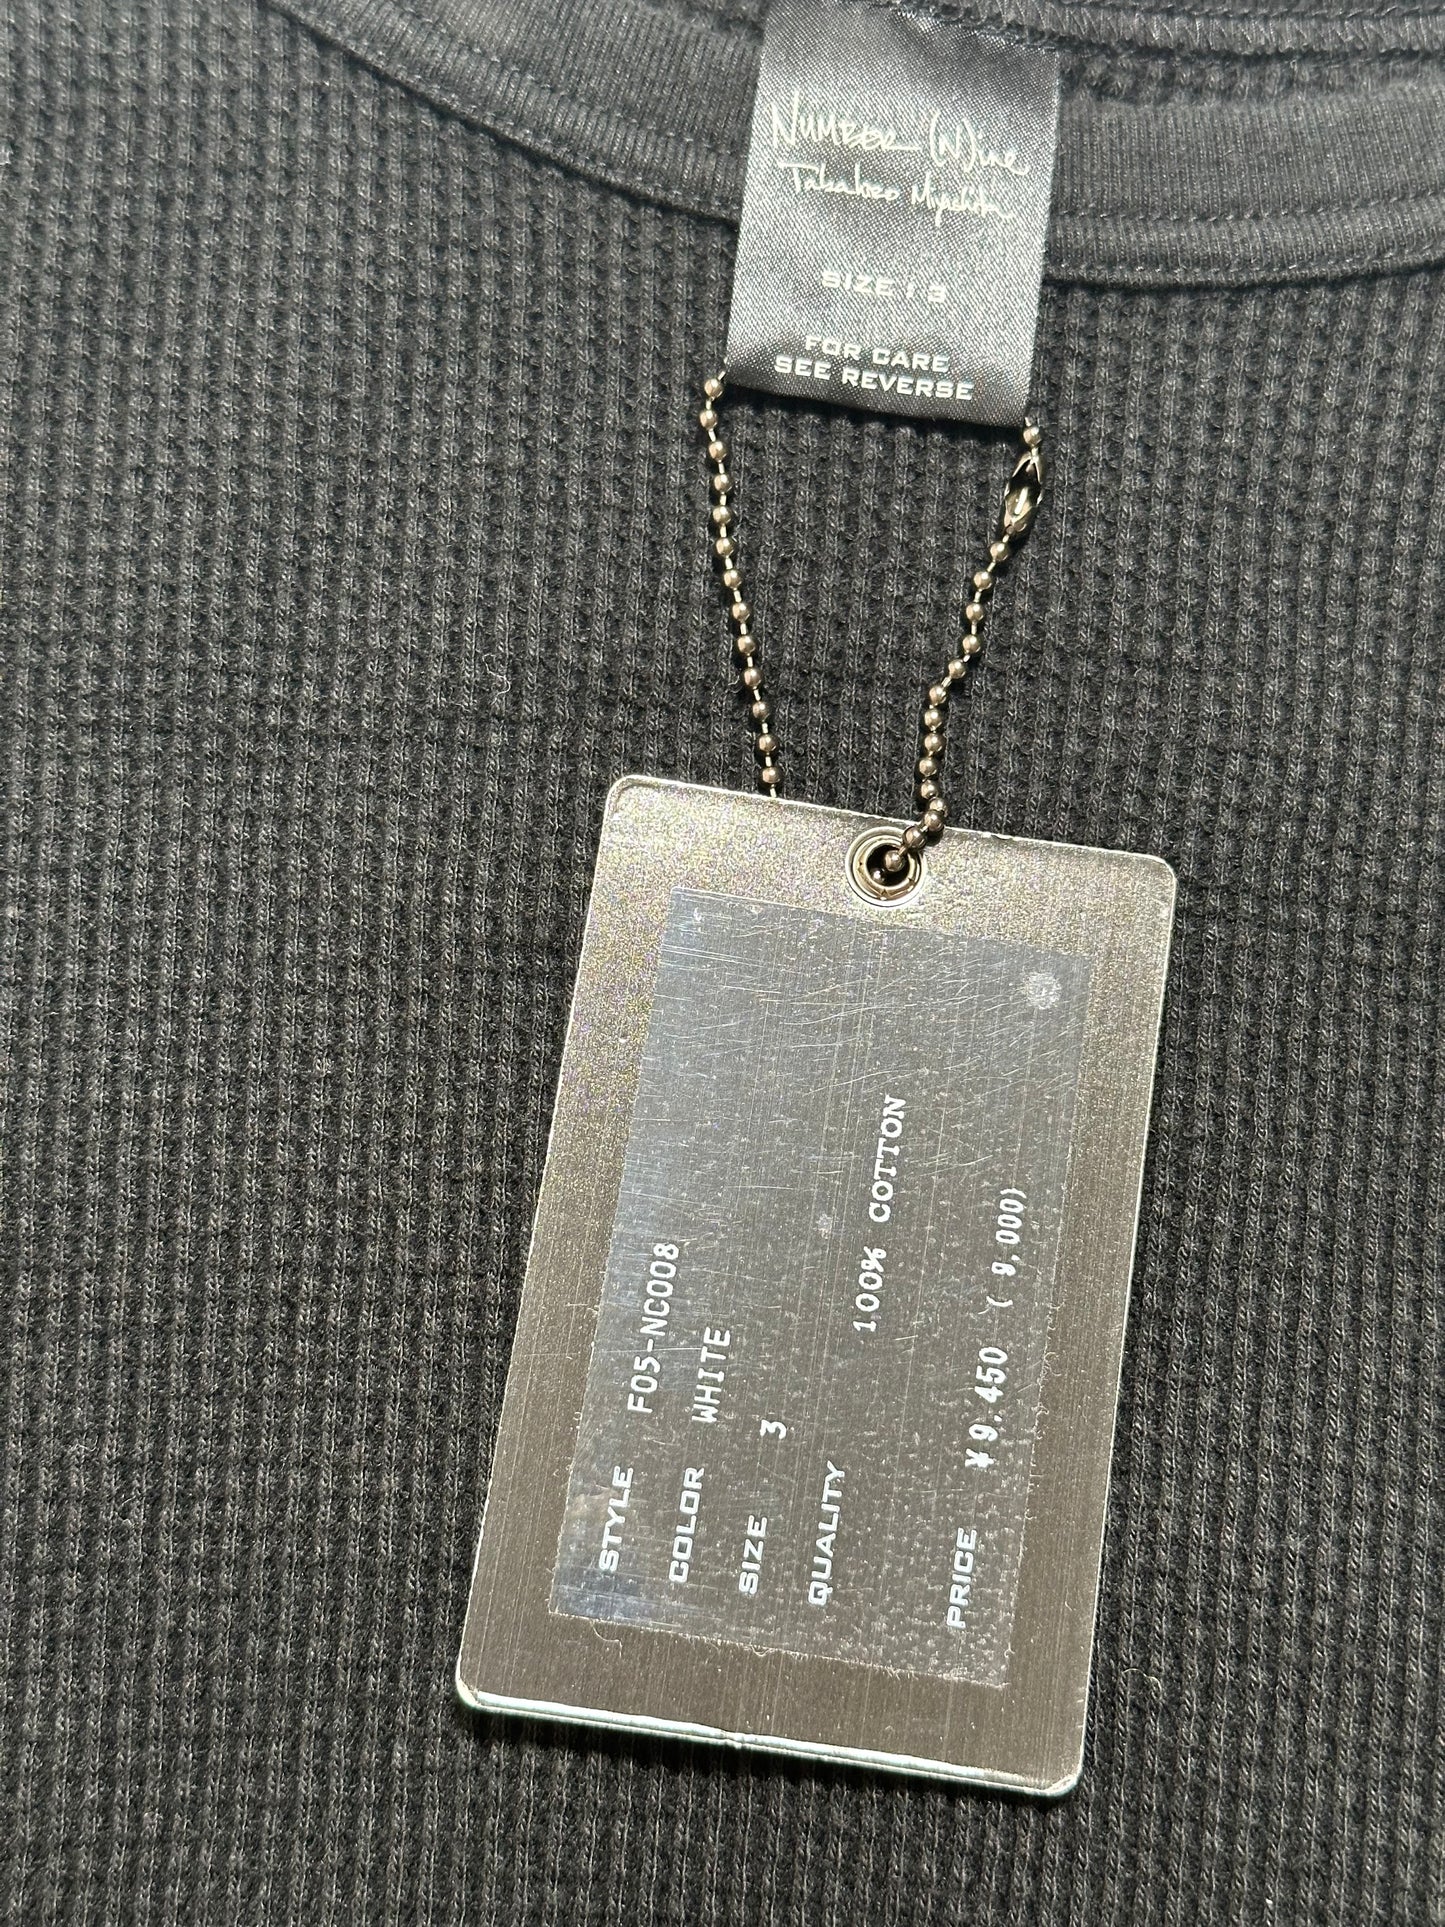 NUMBER (N)iNe
Takahiro Miyashita
SIZE : 3
FOR CARE
SEE REVERSE
STYLE F05-NC008
COLOR WHITE
SIZE 3
QUALITY
100% COTTON
PRICE ¥9,450 ( 9,000)